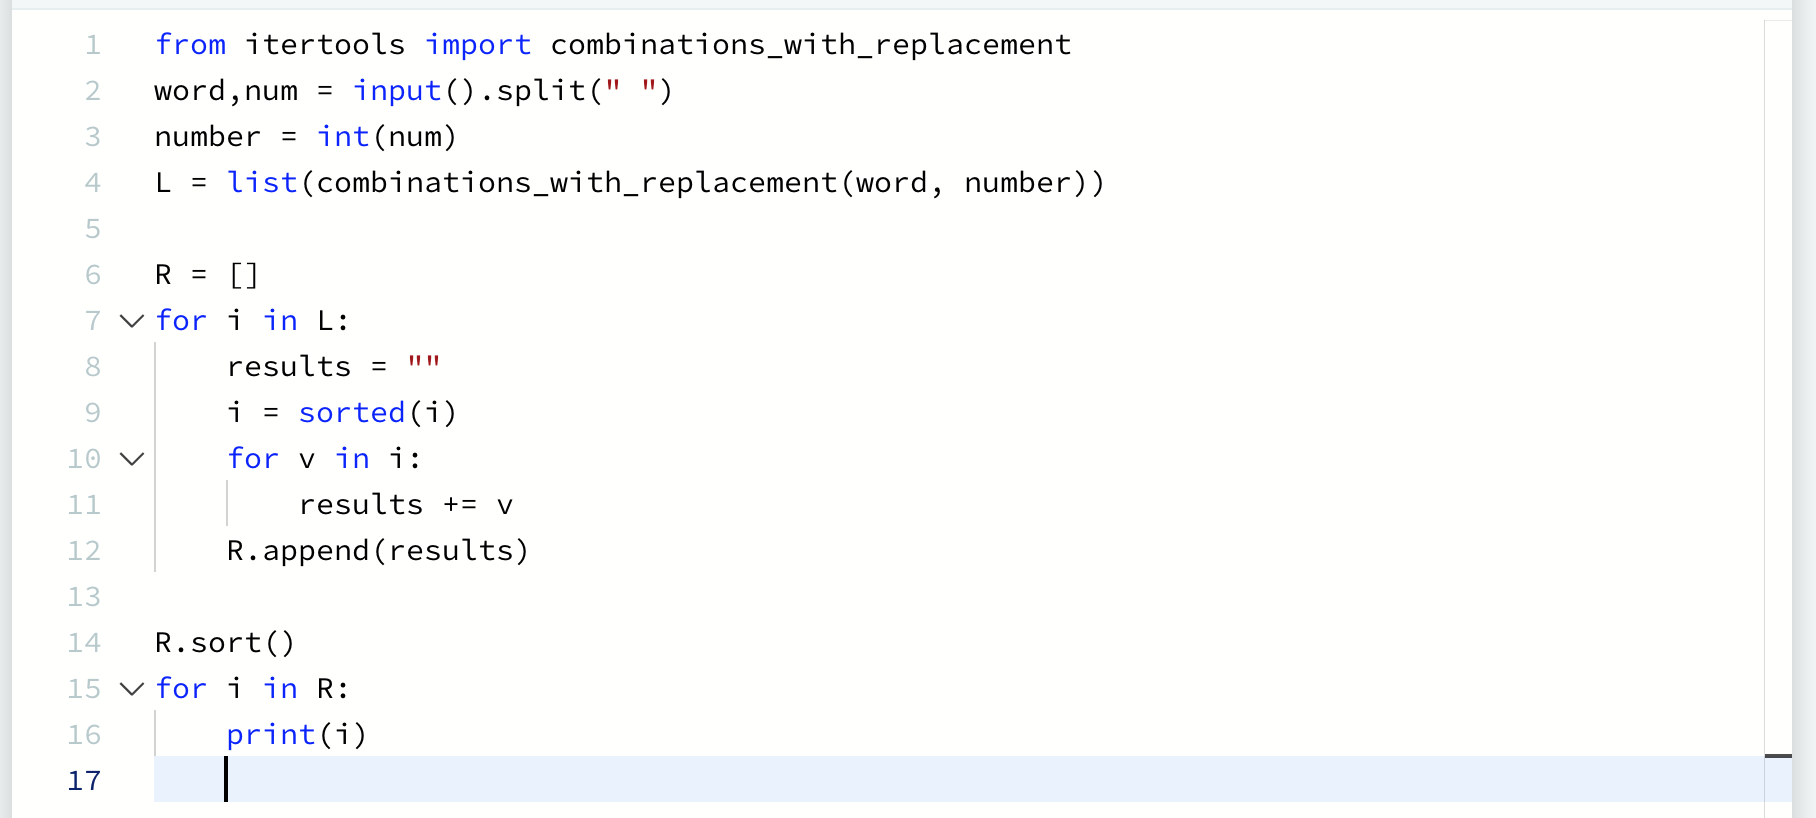 1 from itertools import combinations_with_replacement
2 word,num = input().split(" ")
3 number = int(num)
4 L = list(combinations_with_replacement(word, number))
5
6 R = []
7 for i in L:
8     results = ""
9     i = sorted(i)
10     for v in i:
11         results += v
12     R.append(results)
13
14 R.sort()
15 for i in R:
16     print(i)
17